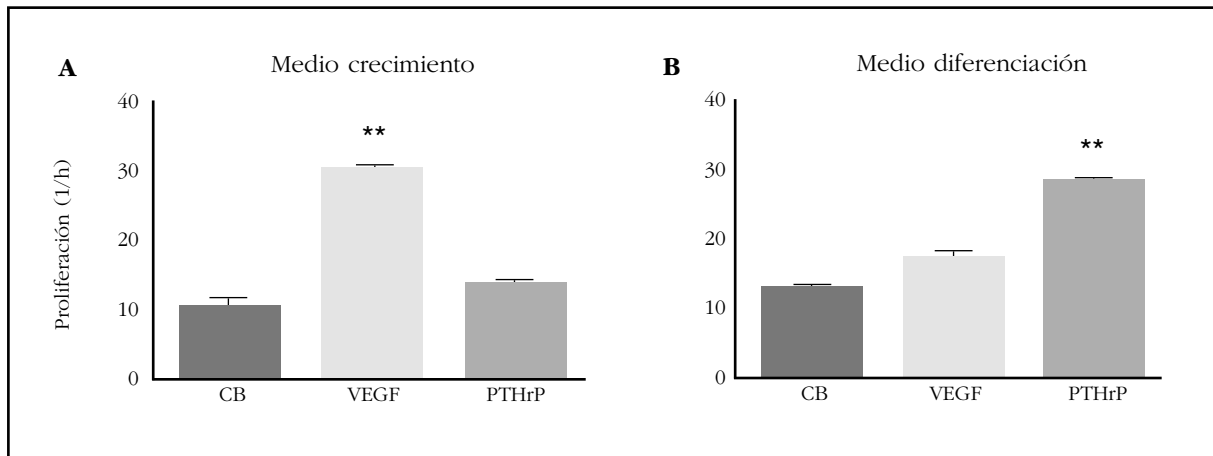 A
Medio crecimiento
Proliferación (1/h)
40
30
20
10
0
**
CB
VEGF
PTHrP
B
Medio diferenciación
40
30
20
10
0
**
CB
VEGF
PTHrP